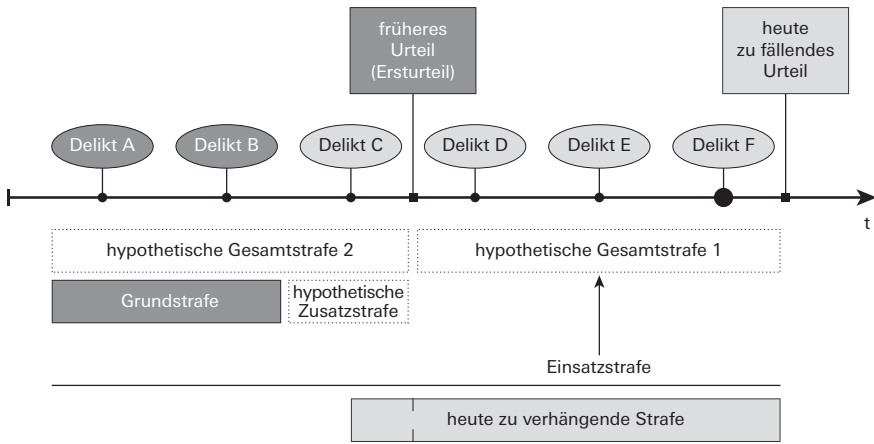 früheres
Urteil
(Ersturteil)
heute
zu fällendes
Urteil
Delikt A
Delikt B
Delikt C
Delikt D
Delikt E
Delikt F
t
hypothetische Gesamtstrafe 2
hypothetische Gesamtstrafe 1
Grundstrafe
hypothetische
Zusatzstrafe
Einsatzstrafe
heute zu verhängende Strafe